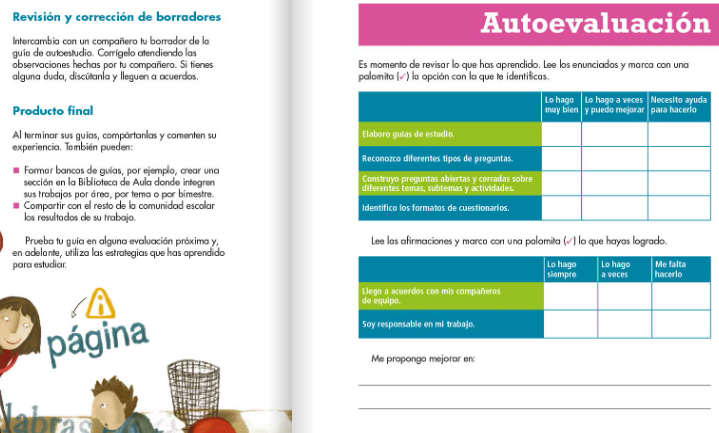 Revisión y corrección de borradores
Intercambia con un compañero tu borrador de la
guía de autoestudio. Corrígelo atendiendo las
observaciones hechas por tu compañero. Si tienes
alguna duda, discútanla y lleguen a acuerdos.
Producto final
Al terminar sus guías, compártanlas y comenten su
experiencia. También pueden:
Formar bancos de guías, por ejemplo, crear una
sección en la Biblioteca de Aula donde integren
sus trabajos por área, por tema o por bimestre.
Compartir con el resto de la comunidad escolar
los resultados de su trabajo.
Prueba tu guía en alguna evaluación próxima y,
en adelante, utiliza las estrategias que has aprendido
para estudiar.
página
labras
Autoevaluación
Es momento de revisar lo que has aprendido. Lee los enunciados y marca con una
palomita (✓) la opción con la que te identificas.
Lo hago muy bien
Lo hago a veces y puedo mejorar
Necesito ayuda para hacerlo
Elaboro guías de estudio.
Reconozco diferentes tipos de preguntas.
Construyo preguntas abiertas y cerradas sobre
diferentes temas, subtemas y actividades.
Identifico los formatos de cuestionarios.
Lee las afirmaciones y marca con una palomita (✓) lo que hayas logrado.
Lo hago siempre
Lo hago a veces
Me falta hacerlo
Llego a acuerdos con mis compañeros
de equipo.
Soy responsable en mi trabajo.
Me propongo mejorar en: